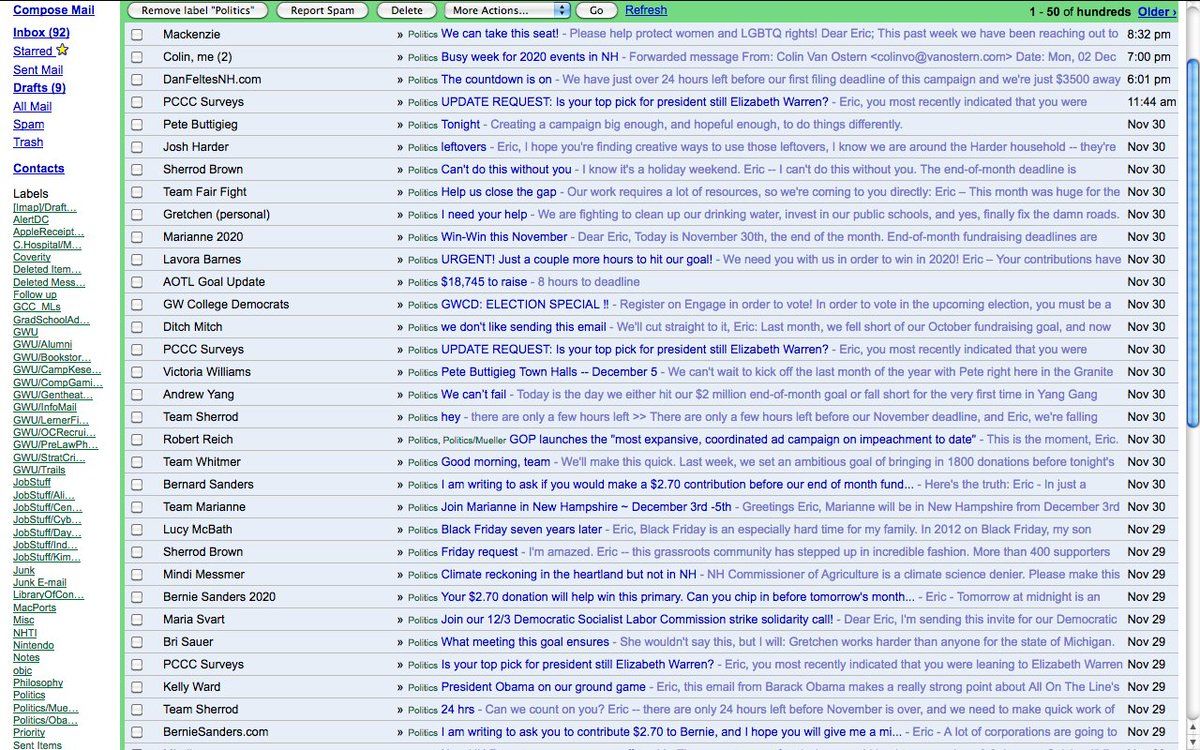 Compose Mail
Inbox (92)
Starred
Sent Mail
Drafts (9)
All Mail
Spam
Trash
Contacts
Labels
[Imap]/Draft...
AlertDC
AppleReceipt...
C.Hospital/M...
Coverity
Deleted Item...
Deleted Mess...
Follow up
GCC_MLs
GradSchoolAd...
GWU
GWU/Alumni
GWU/Bookstor...
GWU/CampKese...
GWU/CompGami...
GWU/Gentheat...
GWU/InfoMail
GWU/LernerFi...
GWU/OCRecrui...
GWU/PreLawPh...
GWU/StratCri...
GWU/Trails
JobStuff
JobStuff/Ali...
JobStuff/Cen...
JobStuff/Cyb...
JobStuff/Day...
JobStuff/Ind...
JobStuff/Kim...
Junk
Junk E-mail
LibraryOfCon...
MacPorts
Misc
NHTI
Nintendo
Notes
objc
Philosophy
Politics
Politics/Mue...
Politics/Oba...
Priority
Sent Items
Remove label "Politics" Report Spam Delete More Actions... Go Refresh 1 - 50 of hundreds Older ›
Mackenzie » Politics We can take this seat! - Please help protect women and LGBTQ rights! Dear Eric; This past week we have been reaching out to 8:32 pm
Colin, me (2) » Politics Busy week for 2020 events in NH - Forwarded message From: Colin Van Ostern <colinvo@vanostern.com> Date: Mon, 02 Dec 7:00 pm
DanFeltesNH.com » Politics The countdown is on - We have just over 24 hours left before our first filing deadline of this campaign and we're just $3500 away 6:01 pm
PCCC Surveys » Politics UPDATE REQUEST: Is your top pick for president still Elizabeth Warren? - Eric, you most recently indicated that you were 11:44 am
Pete Buttigieg » Politics Tonight - Creating a campaign big enough, and hopeful enough, to do things differently. Nov 30
Josh Harder » Politics leftovers - Eric, I hope you're finding creative ways to use those leftovers, I know we are around the Harder household -- they're Nov 30
Sherrod Brown » Politics Can't do this without you - I know it's a holiday weekend. Eric -- I can't do this without you. The end-of-month deadline is Nov 30
Team Fair Fight » Politics Help us close the gap - Our work requires a lot of resources, so we're coming to you directly: Eric – This month was huge for the Nov 30
Gretchen (personal) » Politics I need your help - We are fighting to clean up our drinking water, invest in our public schools, and yes, finally fix the damn roads. Nov 30
Marianne 2020 » Politics Win-Win this November - Dear Eric, Today is November 30th, the end of the month. End-of-month fundraising deadlines are Nov 30
Lavora Barnes » Politics URGENT! Just a couple more hours to hit our goal! - We need you with us in order to win in 2020! Eric – Your contributions have Nov 30
AOTL Goal Update » Politics $18,745 to raise - 8 hours to deadline Nov 30
GW College Democrats » Politics GWCD: ELECTION SPECIAL !! - Register on Engage in order to vote! In order to vote in the upcoming election, you must be a Nov 30
Ditch Mitch » Politics we don't like sending this email - We'll cut straight to it, Eric: Last month, we fell short of our October fundraising goal, and now Nov 30
PCCC Surveys » Politics UPDATE REQUEST: Is your top pick for president still Elizabeth Warren? - Eric, you most recently indicated that you were Nov 30
Victoria Williams » Politics Pete Buttigieg Town Halls -- December 5 - We can't wait to kick off the last month of the year with Pete right here in the Granite Nov 30
Andrew Yang » Politics We can't fail - Today is the day we either hit our $2 million end-of-month goal or fall short for the very first time in Yang Gang Nov 30
Team Sherrod » Politics hey - there are only a few hours left >> There are only a few hours left before our November deadline, and Eric, we're falling Nov 30
Robert Reich » Politics, Politics/Mueller GOP launches the "most expansive, coordinated ad campaign on impeachment to date" - This is the moment, Eric. Nov 30
Team Whitmer » Politics Good morning, team - We'll make this quick. Last week, we set an ambitious goal of bringing in 1800 donations before tonight's Nov 30
Bernard Sanders » Politics I am writing to ask if you would make a $2.70 contribution before our end of month fund... - Here's the truth: Eric - In just a Nov 30
Team Marianne » Politics Join Marianne in New Hampshire ~ December 3rd -5th - Greetings Eric, Marianne will be in New Hampshire from December 3rd Nov 30
Lucy McBath » Politics Black Friday seven years later - Eric, Black Friday is an especially hard time for my family. In 2012 on Black Friday, my son Nov 29
Sherrod Brown » Politics Friday request - I'm amazed. Eric -- this grassroots community has stepped up in incredible fashion. More than 400 supporters Nov 29
Mindi Messmer » Politics Climate reckoning in the heartland but not in NH - NH Commissioner of Agriculture is a climate science denier. Please make this Nov 29
Bernie Sanders 2020 » Politics Your $2.70 donation will help win this primary. Can you chip in before tomorrow's month... - Eric - Tomorrow at midnight is an Nov 29
Maria Svart » Politics Join our 12/3 Democratic Socialist Labor Commission strike solidarity call! - Dear Eric, I'm sending this invite for our Democratic Nov 29
Bri Sauer » Politics What meeting this goal ensures - She wouldn't say this, but I will: Gretchen works harder than anyone for the state of Michigan. Nov 29
PCCC Surveys » Politics Is your top pick for president still Elizabeth Warren? - Eric, you most recently indicated that you were leaning to Elizabeth Warren Nov 29
Kelly Ward » Politics President Obama on our ground game - Eric, this email from Barack Obama makes a really strong point about All On The Line's Nov 29
Team Sherrod » Politics 24 hrs - Can we count on you? Eric -- there are only 24 hours left before November is over, and we need to make quick work of Nov 29
BernieSanders.com » Politics I am writing to ask you to contribute $2.70 to Bernie, and I hope you will give me a mi... - Eric - A lot of corporations are going to Nov 29